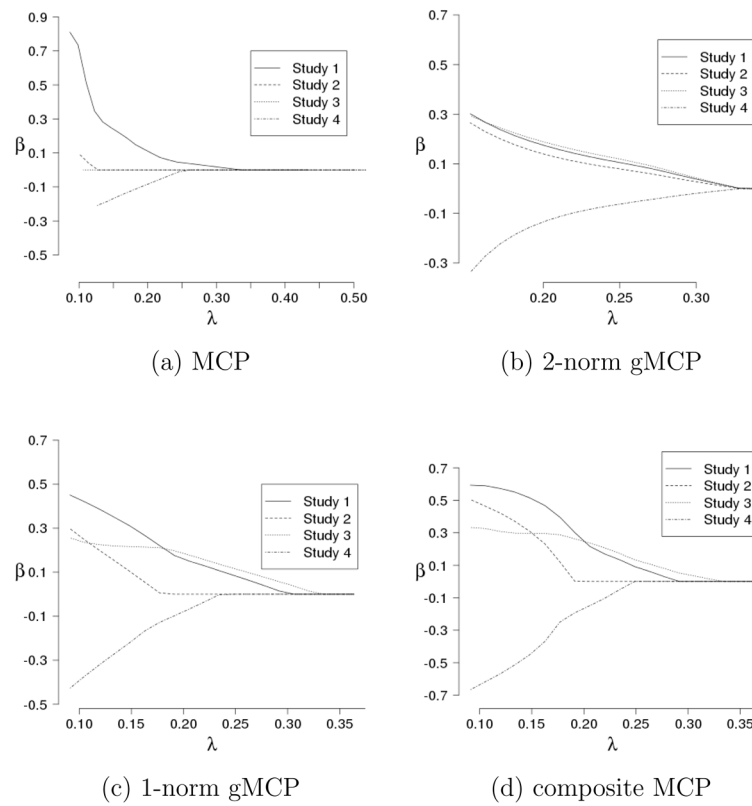 0.9
0.7
0.5
0.3
0.1
-0.1
-0.3
-0.5
β
Study 1
Study 2
Study 3
Study 4
0.10 0.20 0.30 0.40 0.50
λ
(a) MCP
0.7
0.5
0.3
0.1
-0.1
-0.3
β
Study 1
Study 2
Study 3
Study 4
0.20 0.25 0.30
λ
(b) 2-norm gMCP
0.7
0.5
0.3
0.1
-0.1
-0.3
-0.5
β
Study 1
Study 2
Study 3
Study 4
0.10 0.15 0.20 0.25 0.30 0.35
λ
(c) 1-norm gMCP
0.7
0.5
0.3
0.1
-0.1
-0.3
-0.5
-0.7
β
Study 1
Study 2
Study 3
Study 4
0.10 0.15 0.20 0.25 0.30 0.35
λ
(d) composite MCP